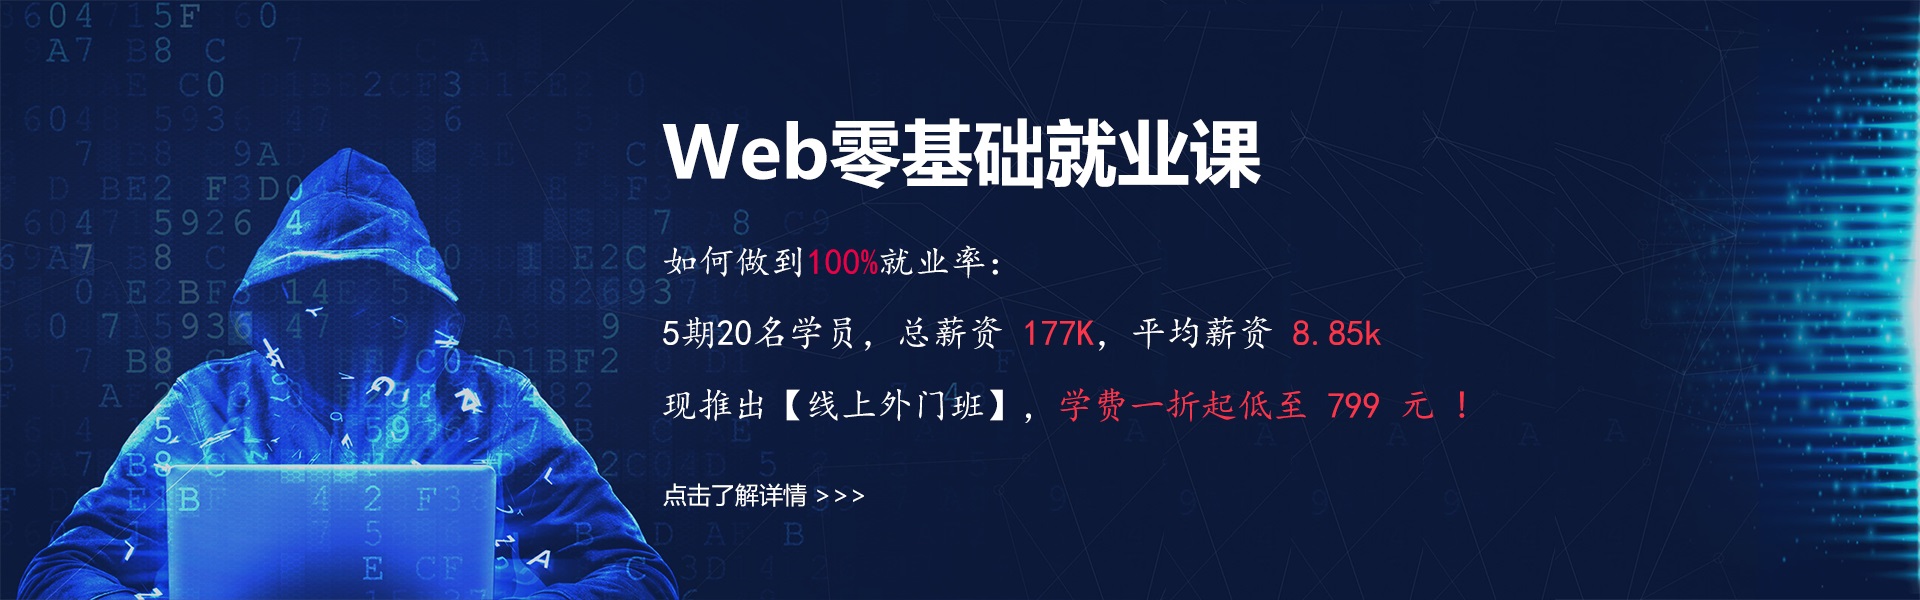 Web零基础就业课
如何做到100%就业率：
5期20名学员，总薪资 177K，平均薪资 8.85k
现推出【线上外门班】，学费一折起低至 799 元 ！
点击了解详情 >>>